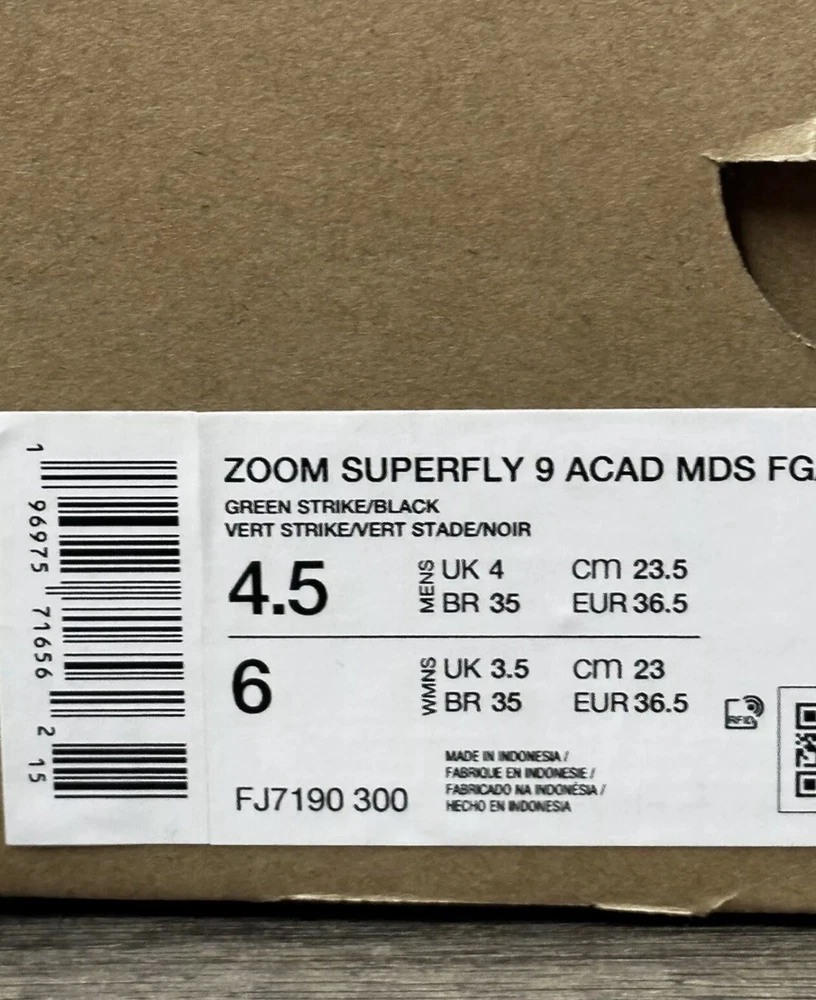 1 96975 71656 2 15
ZOOM SUPERFLY 9 ACAD MDS FG
GREEN STRIKE/BLACK
VERT STRIKE/VERT STADE/NOIR
4.5 MENS UK 4 cm 23.5
BR 35 EUR 36.5
6 WMNS UK 3.5 cm 23
BR 35 EUR 36.5
RFID
FJ7190 300
MADE IN INDONESIA /
FABRIQUE EN INDONESIE /
FABRICADO NA INDONÉSIA /
HECHO EN INDONESIA